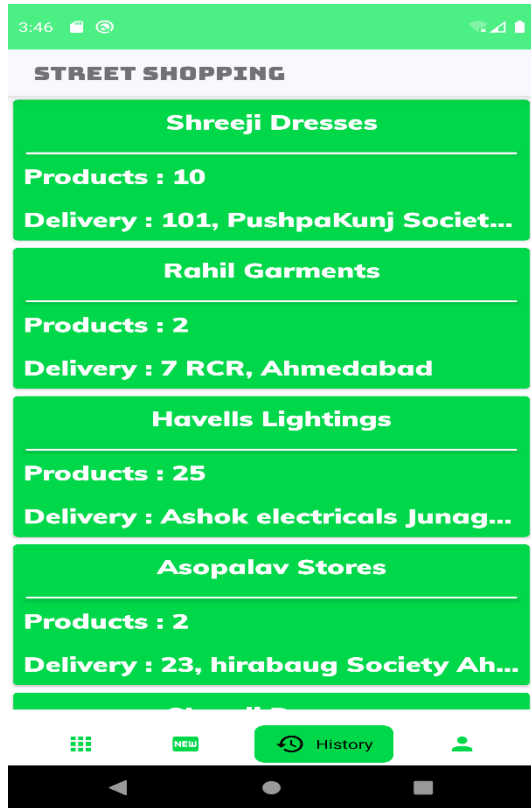 3:46
STREET SHOPPING
Shreeji Dresses
Products : 10
Delivery : 101, PushpaKunj Societ...
Rahil Garments
Products : 2
Delivery : 7 RCR, Ahmedabad
Havells Lightings
Products : 25
Delivery : Ashok electricals Junag...
Asopalav Stores
Products : 2
Delivery : 23, hirabaug Society Ah...
NEW
History